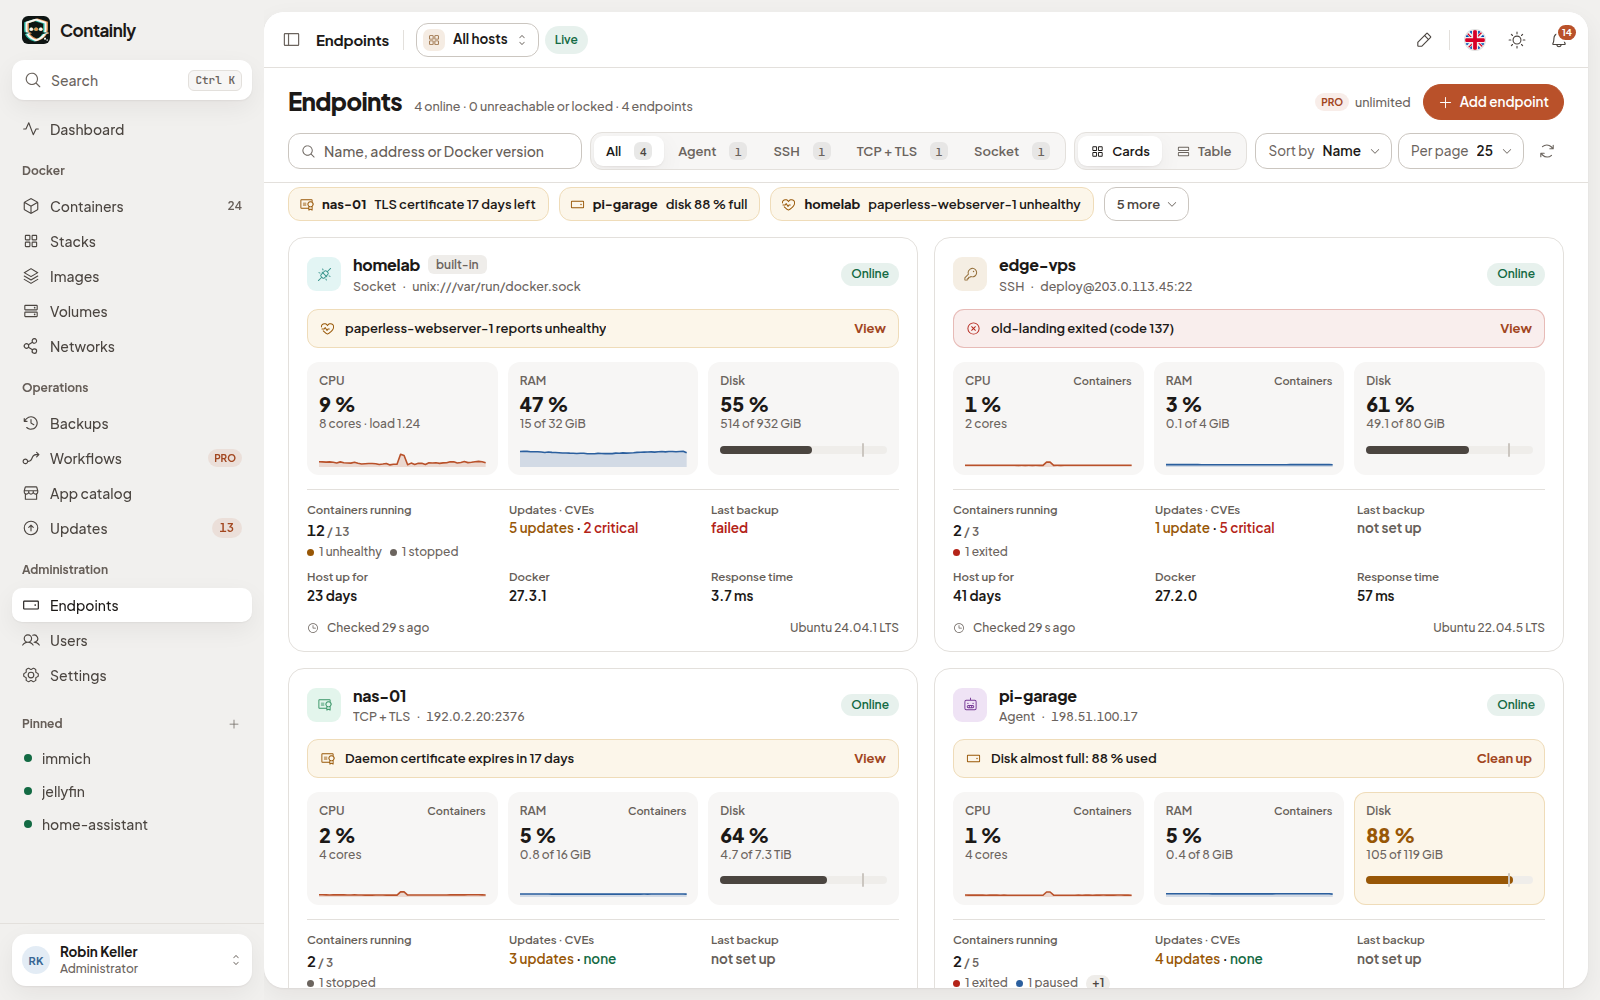 Containly
Search
Ctrl K
Dashboard
Docker
Containers 24
Stacks
Images
Volumes
Networks
Operations
Backups
Workflows PRO
App catalog
Updates 13
Administration
Endpoints
Users
Settings
Pinned
immich
jellyfin
home-assistant
RK
Robin Keller
Administrator
Endpoints
All hosts
Live
14
Endpoints 4 online · 0 unreachable or locked · 4 endpoints
PRO unlimited
Add endpoint
Name, address or Docker version
All 4 Agent 1 SSH 1 TCP + TLS 1 Socket 1
Cards Table
Sort by Name
Per page 25
nas-01 TLS certificate 17 days left
pi-garage disk 88 % full
homelab paperless-webserver-1 unhealthy
5 more
homelab built-in
Socket · unix:///var/run/docker.sock
Online
paperless-webserver-1 reports unhealthy View
CPU
9 %
8 cores · load 1.24
RAM
47 %
15 of 32 GiB
Disk
55 %
514 of 932 GiB
Containers running
12 / 13
1 unhealthy 1 stopped
Updates · CVEs
5 updates · 2 critical
Last backup
failed
Host up for
23 days
Docker
27.3.1
Response time
3.7 ms
Checked 29 s ago
Ubuntu 24.04.1 LTS
edge-vps
SSH · deploy@203.0.113.45:22
Online
old-landing exited (code 137) View
CPU Containers
1 %
2 cores
RAM Containers
3 %
0.1 of 4 GiB
Disk
61 %
49.1 of 80 GiB
Containers running
2 / 3
1 exited
Updates · CVEs
1 update · 5 critical
Last backup
not set up
Host up for
41 days
Docker
27.2.0
Response time
57 ms
Checked 29 s ago
Ubuntu 22.04.5 LTS
nas-01
TCP + TLS · 192.0.2.20:2376
Online
Daemon certificate expires in 17 days View
CPU Containers
2 %
4 cores
RAM Containers
5 %
0.8 of 16 GiB
Disk
64 %
4.7 of 7.3 TiB
Containers running
2 / 3
1 stopped
Updates · CVEs
3 updates · none
Last backup
not set up
pi-garage
Agent · 198.51.100.17
Online
Disk almost full: 88 % used Clean up
CPU Containers
1 %
4 cores
RAM Containers
5 %
0.4 of 8 GiB
Disk
88 %
105 of 119 GiB
Containers running
2 / 5
1 exited 1 paused +1
Updates · CVEs
4 updates · none
Last backup
not set up